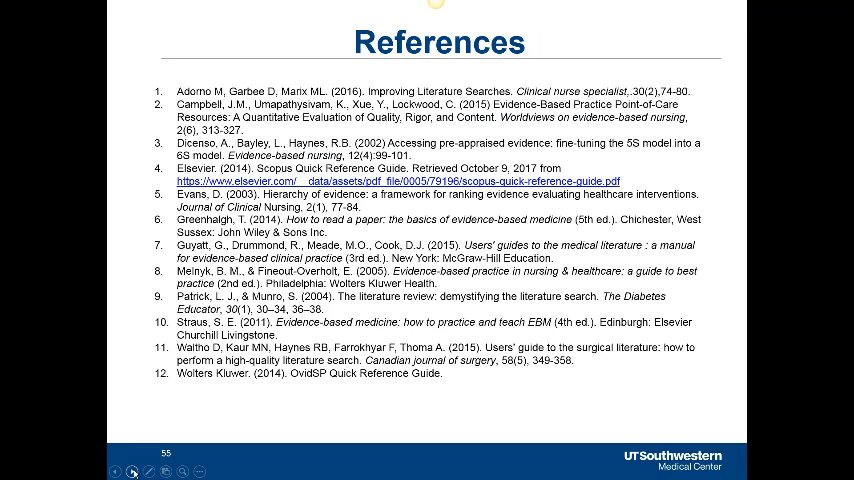 References
1. Adorno M, Garbee D, Marix ML. (2016). Improving Literature Searches. Clinical nurse specialist,.30(2),74-80.
2. Campbell, J.M., Umapathysivam, K., Xue, Y., Lockwood, C. (2015) Evidence-Based Practice Point-of-Care
Resources: A Quantitative Evaluation of Quality, Rigor, and Content. Worldviews on evidence-based nursing,
2(6), 313-327.
3. Dicenso, A., Bayley, L., Haynes, R.B. (2002) Accessing pre-appraised evidence: fine-tuning the 5S model into a
6S model. Evidence-based nursing, 12(4):99-101.
4. Elsevier. (2014). Scopus Quick Reference Guide. Retrieved October 9, 2017 from
https://www.elsevier.com/__data/assets/pdf_file/0005/79196/scopus-quick-reference-guide.pdf
5. Evans, D. (2003). Hierarchy of evidence: a framework for ranking evidence evaluating healthcare interventions.
Journal of Clinical Nursing, 2(1), 77-84.
6. Greenhalgh, T. (2014). How to read a paper: the basics of evidence-based medicine (5th ed.). Chichester, West
Sussex: John Wiley & Sons Inc.
7. Guyatt, G., Drummond, R., Meade, M.O., Cook, D.J. (2015). Users' guides to the medical literature : a manual
for evidence-based clinical practice (3rd ed.). New York: McGraw-Hill Education.
8. Melnyk, B. M., & Fineout-Overholt, E. (2005). Evidence-based practice in nursing & healthcare: a guide to best
practice (2nd ed.). Philadelphia: Wolters Kluwer Health.
9. Patrick, L. J., & Munro, S. (2004). The literature review: demystifying the literature search. The Diabetes
Educator, 30(1), 30–34, 36–38.
10. Straus, S. E. (2011). Evidence-based medicine: how to practice and teach EBM (4th ed.). Edinburgh: Elsevier
Churchill Livingstone.
11. Waltho D, Kaur MN, Haynes RB, Farrokhyar F, Thoma A. (2015). Users' guide to the surgical literature: how to
perform a high-quality literature search. Canadian journal of surgery, 58(5), 349-358.
12. Wolters Kluwer. (2014). OvidSP Quick Reference Guide.
55
UTSouthwestern
Medical Center